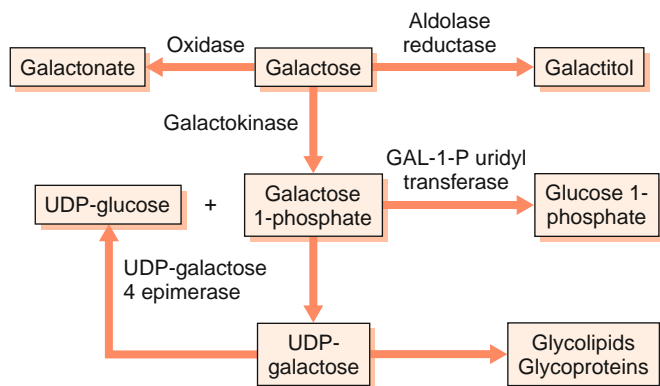 Oxidase
Aldolase
reductase
Galactonate
Galactose
Galactitol
Galactokinase
GAL-1-P uridyl
transferase
UDP-glucose
+
Galactose
1-phosphate
Glucose 1-
phosphate
UDP-galactose
4 epimerase
UDP-
galactose
Glycolipids
Glycoproteins